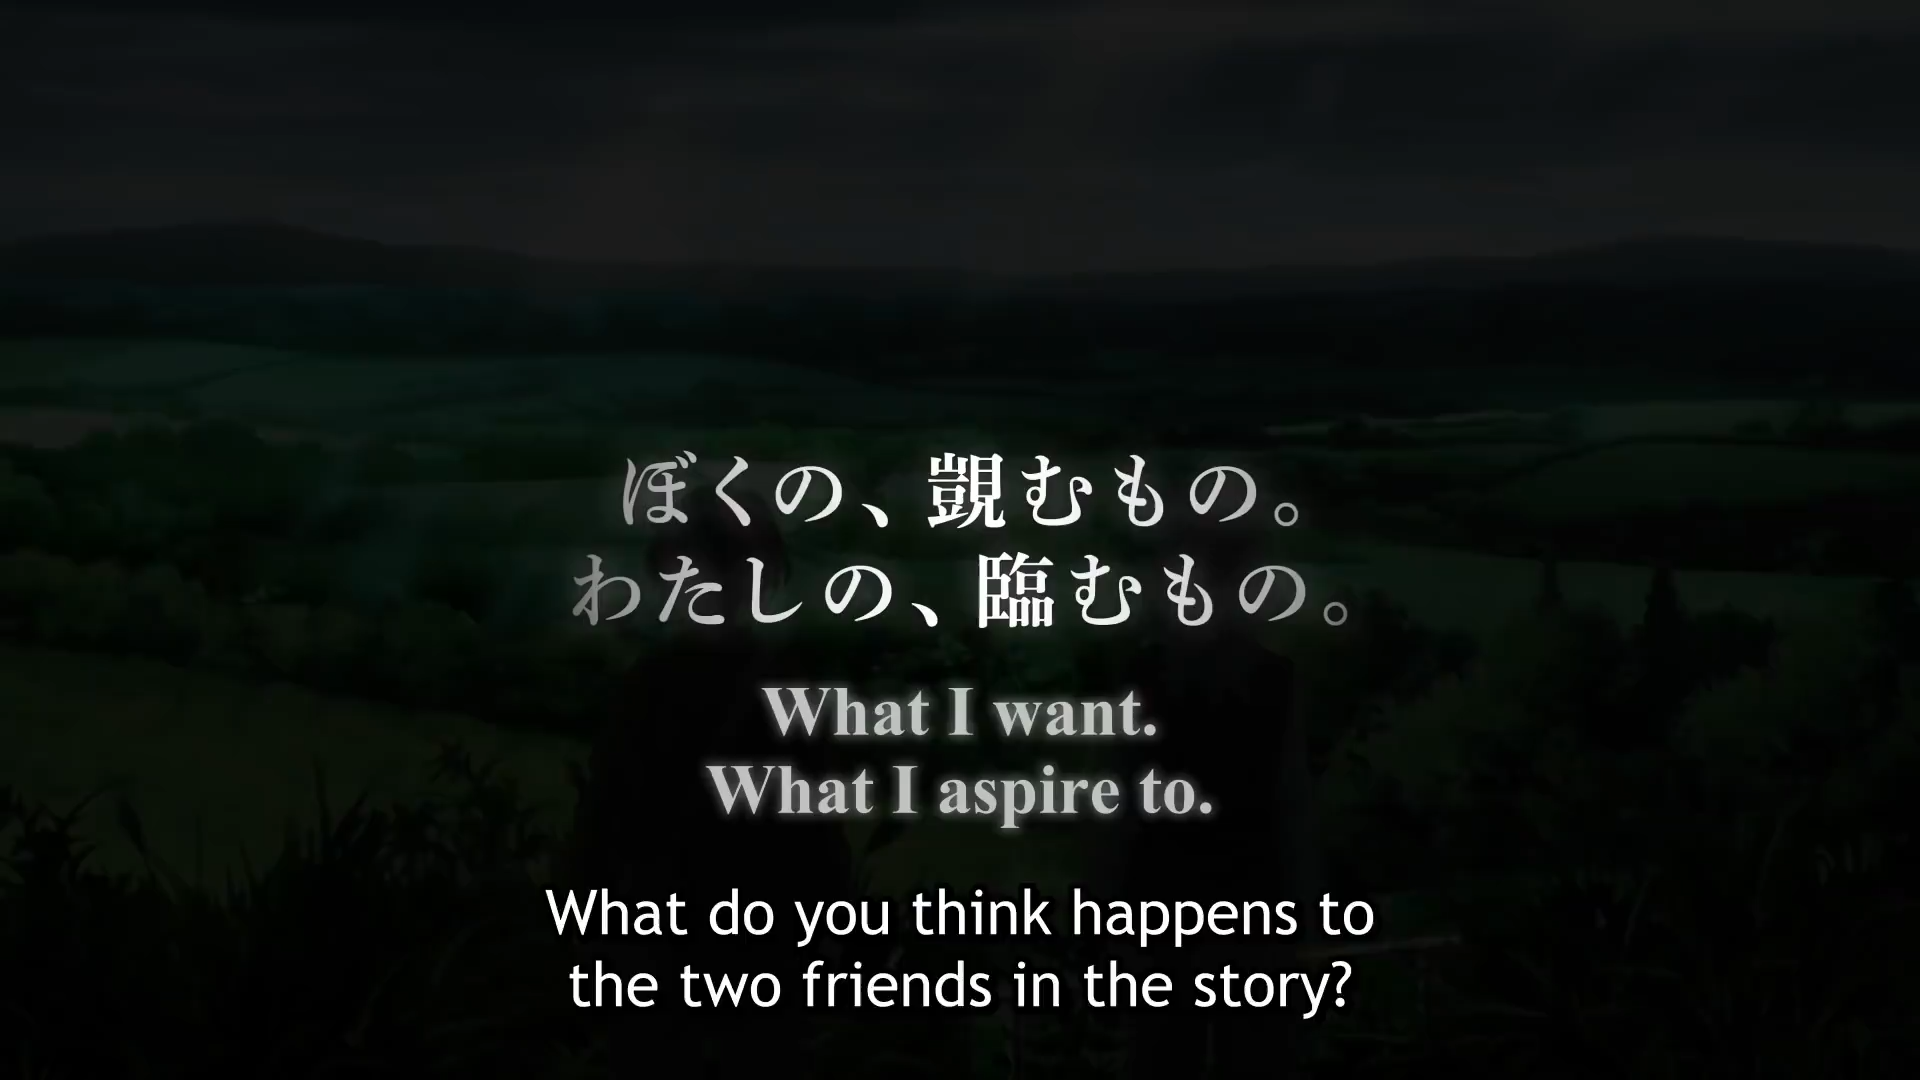 ぼくの、覬むもの。
わたしの、臨むもの。
What I want.
What I aspire to.
What do you think happens to
the two friends in the story?